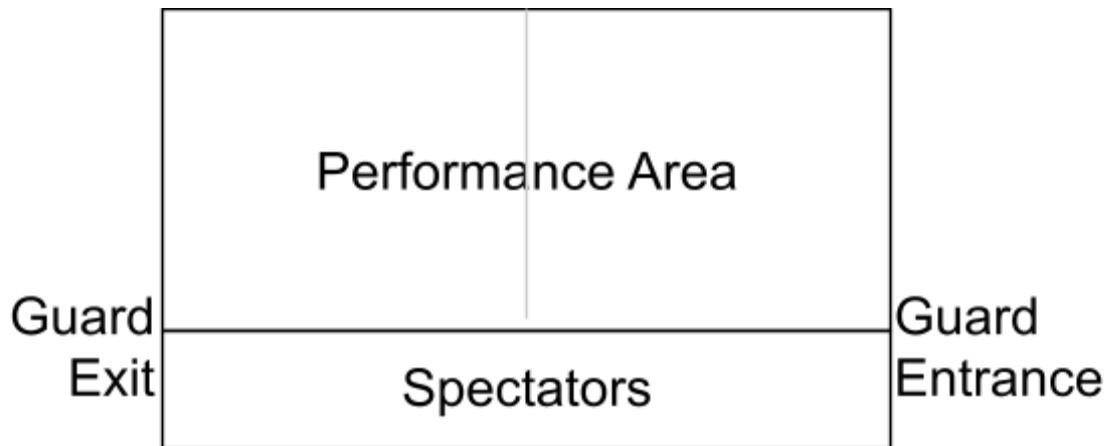 Performance Area
Guard
Exit
Spectators
Guard
Entrance